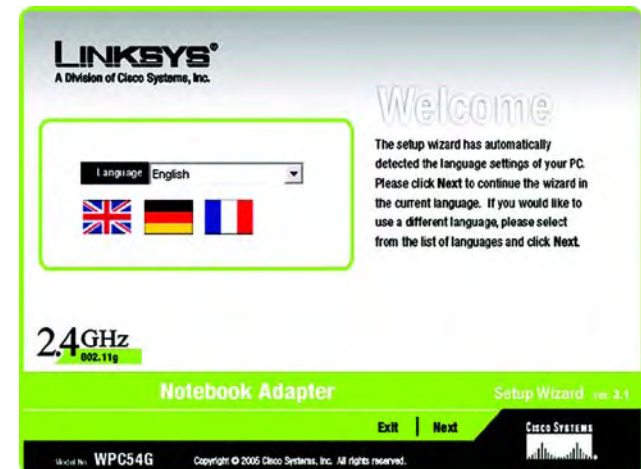 LINKSYS®
A Division of Cisco Systems, Inc.
Welcome
Language English
The setup wizard has automatically
detected the language settings of your PC.
Please click Next to continue the wizard in
the current language. If you would like to
use a different language, please select
from the list of languages and click Next.
2.4GHz
802.11g
Notebook Adapter
Setup Wizard ver. 3.1
Exit | Next
CISCO SYSTEMS
Model No. WPC54G
Copyright © 2005 Cisco Systems, Inc. All rights reserved.